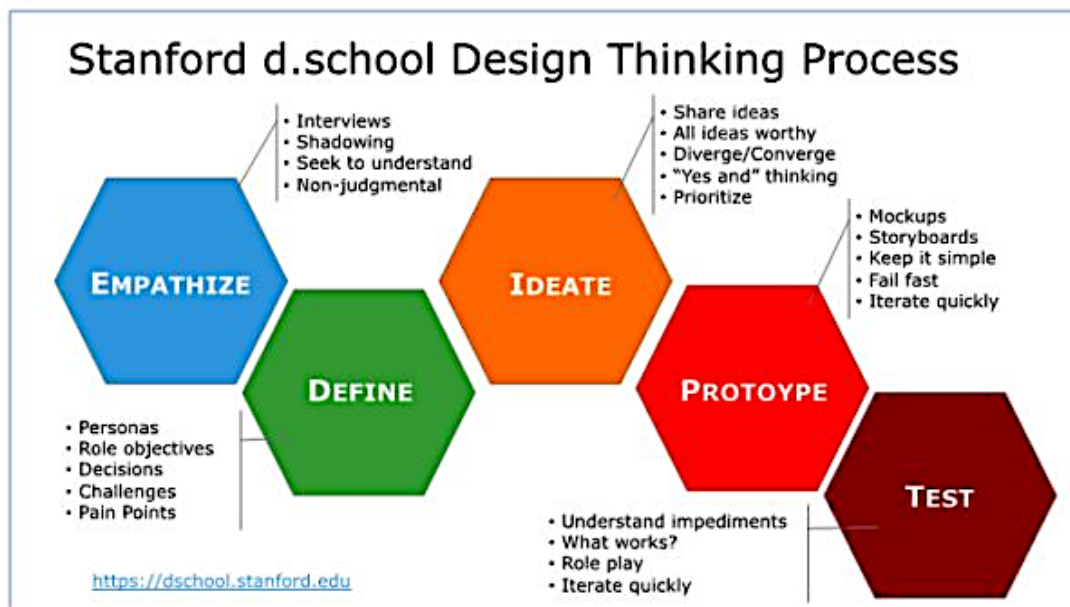 Stanford d.school Design Thinking Process
• Interviews
• Shadowing
• Seek to understand
• Non-judgmental
EMPATHIZE
• Personas
• Role objectives
• Decisions
• Challenges
• Pain Points
DEFINE
• Share ideas
• All ideas worthy
• Diverge/Converge
• “Yes and” thinking
• Prioritize
IDEATE
• Mockups
• Storyboards
• Keep it simple
• Fail fast
• Iterate quickly
PROTOYPE
• Understand impediments
• What works?
• Role play
• Iterate quickly
TEST
https://dschool.stanford.edu